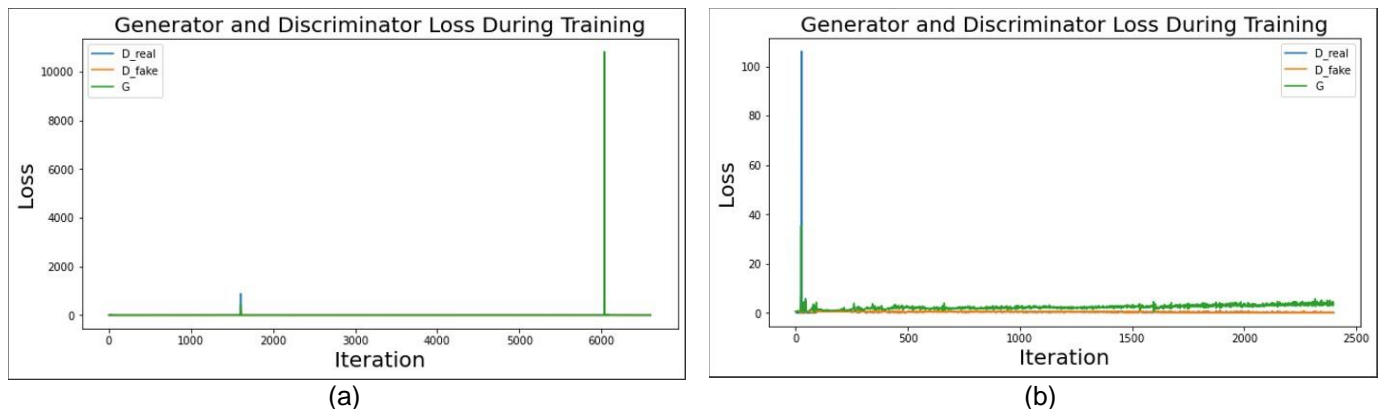 Generator and Discriminator Loss During Training
D_real
D_fake
G
10000
8000
6000
4000
2000
0
Loss
0 1000 2000 3000 4000 5000 6000
Iteration
(a)
Generator and Discriminator Loss During Training
D_real
D_fake
G
100
80
60
40
20
0
Loss
0 500 1000 1500 2000 2500
Iteration
(b)